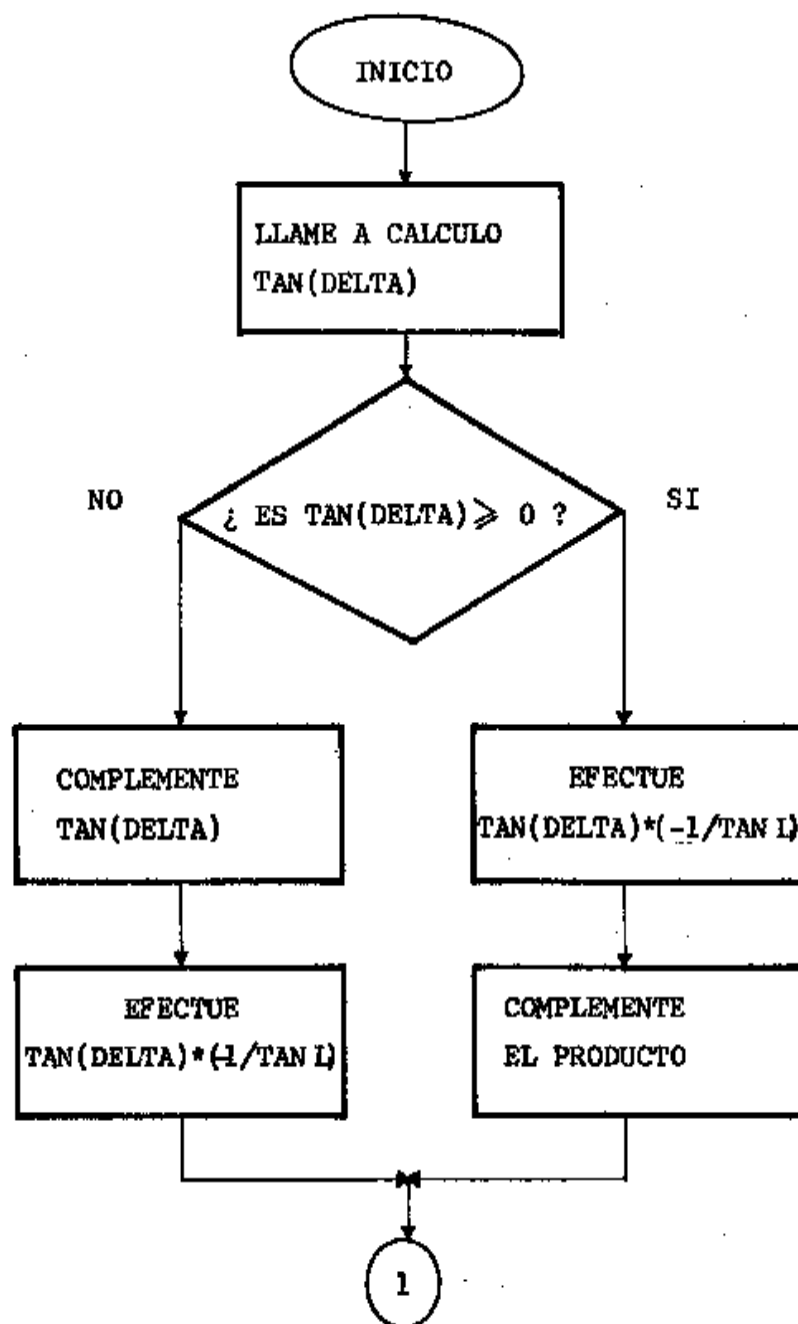 INICIO
LLAME A CALCULO
TAN(DELTA)
NO
¿ ES TAN(DELTA)⩾ 0 ?
SI
COMPLEMENTE
TAN(DELTA)
EFECTUE
TAN(DELTA)*(-1/TAN L)
EFECTUE
TAN(DELTA)*(-1/TAN L)
COMPLEMENTE
EL PRODUCTO
1